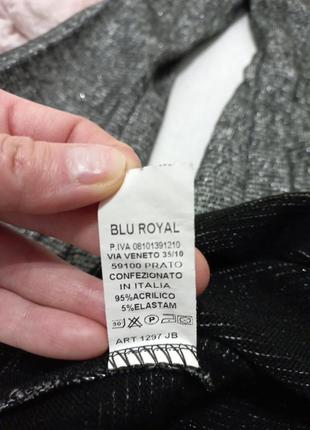 BLU ROYAL
P.IVA 08101391210
VIA VENETO 35/10
59100 PRATO
CONFEZIONATO
IN ITALIA
95%ACRILICO
5%ELASTAM
30 P
ART 1297 JB